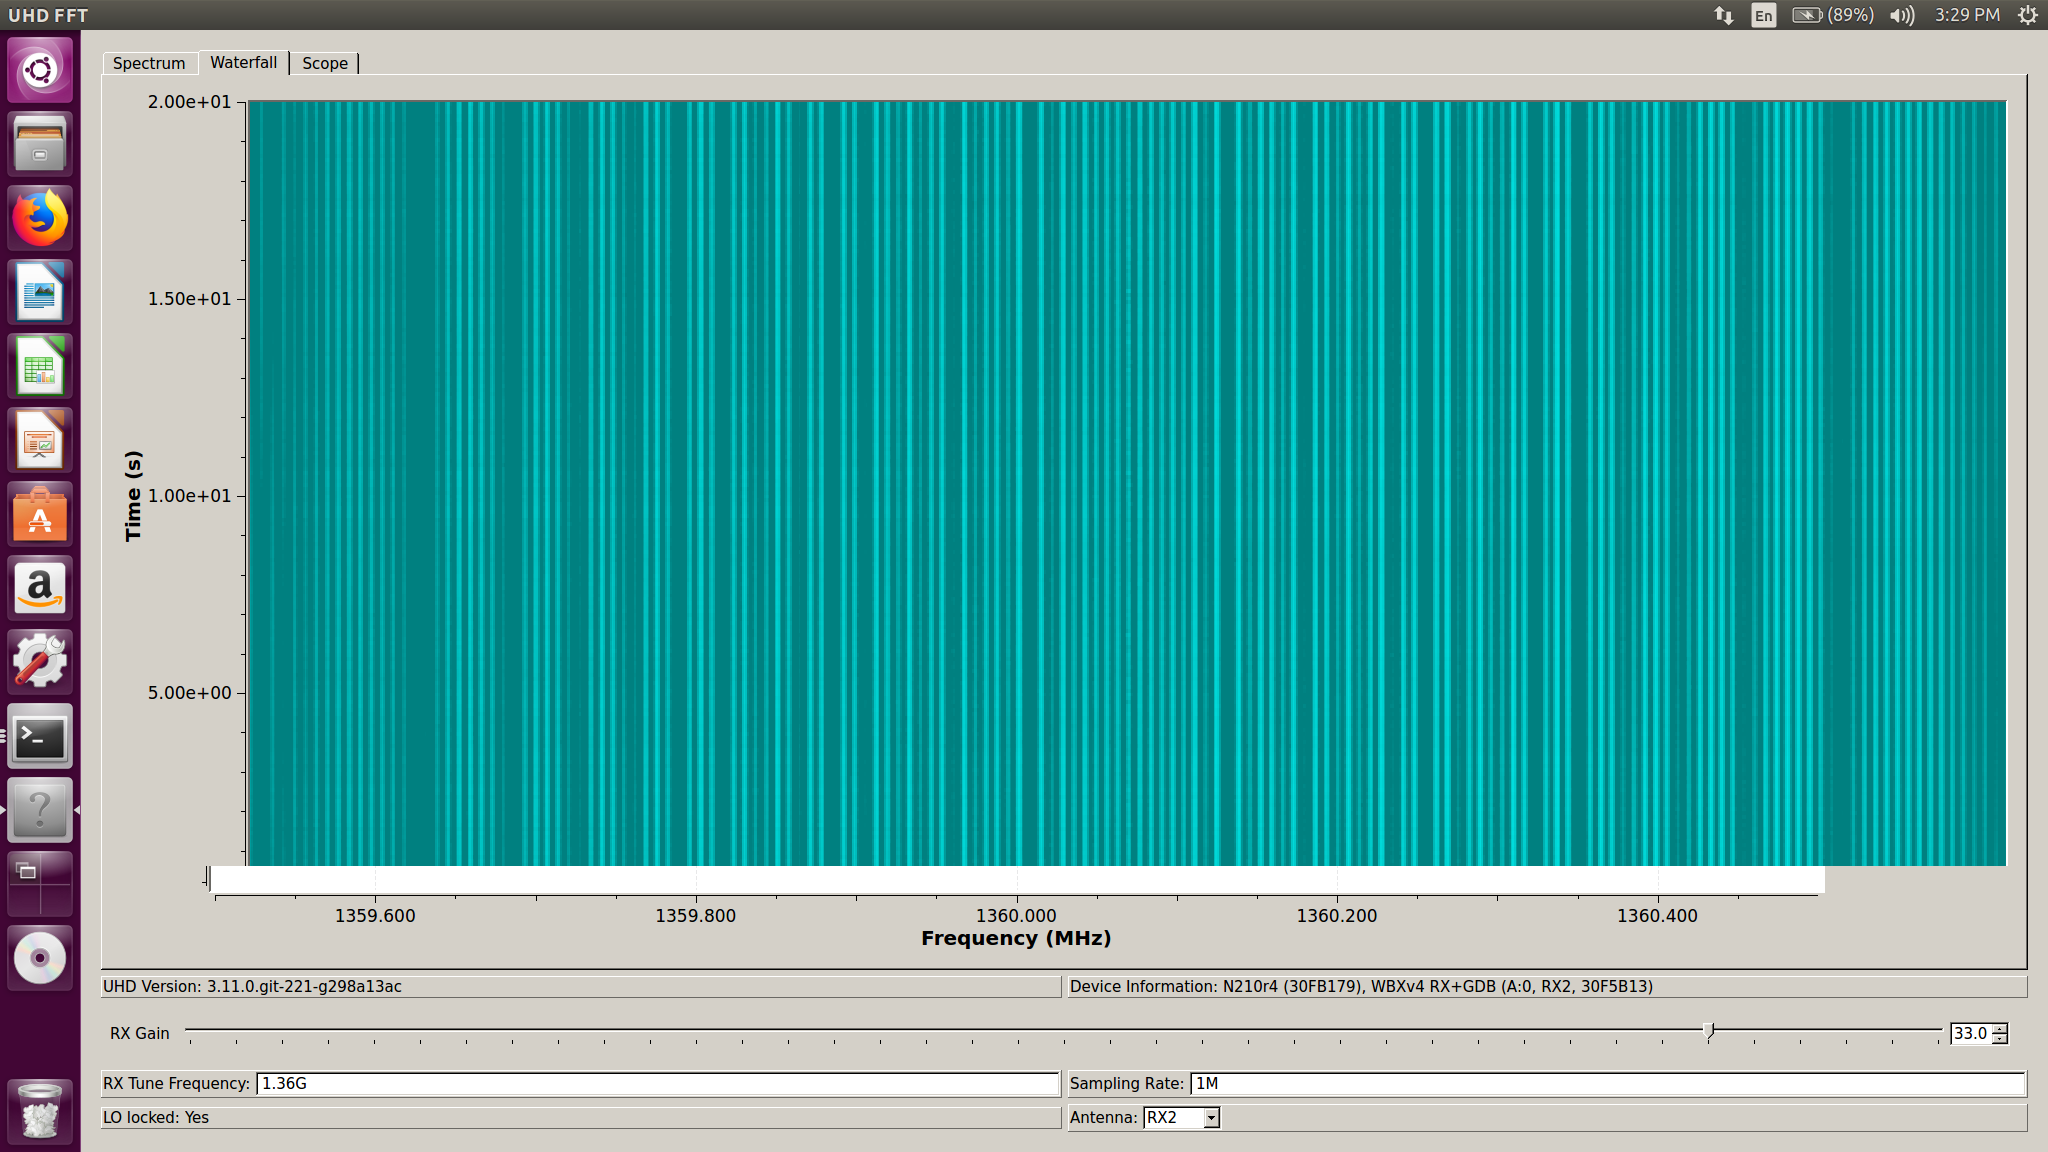 UHD FFT
En (89%) 3:29 PM
Spectrum Waterfall Scope
2.00e+01
1.50e+01
1.00e+01
5.00e+00
Time (s)
1359.600 1359.800 1360.000 1360.200 1360.400
Frequency (MHz)
UHD Version: 3.11.0.git-221-g298a13ac
Device Information: N210r4 (30FB179), WBXv4 RX+GDB (A:0, RX2, 30F5B13)
RX Gain 33.0
RX Tune Frequency: 1.36G
Sampling Rate: 1M
LO locked: Yes
Antenna: RX2